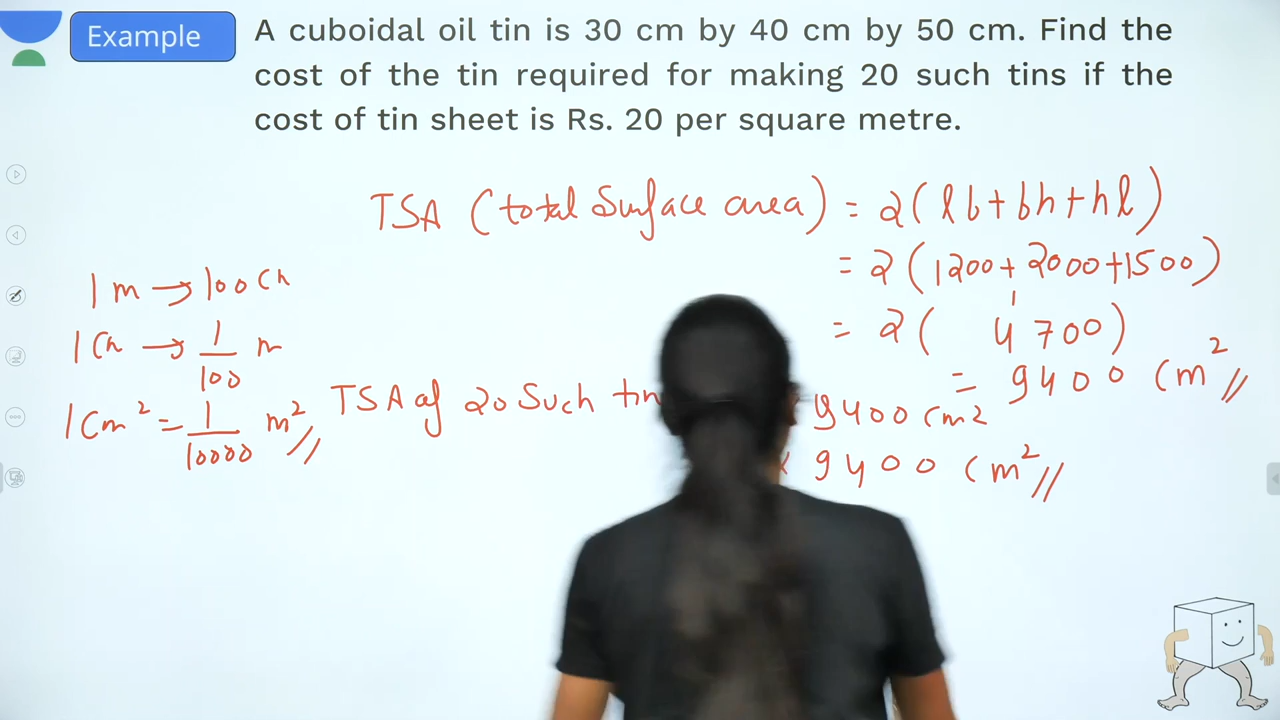 Example
A cuboidal oil tin is 30 cm by 40 cm by 50 cm. Find the
cost of the tin required for making 20 such tins if the
cost of tin sheet is Rs. 20 per square metre.
TSA (total Surface area) = 2(lb+bh+hl)
= 2(1200+2000+1500)
= 2( 4700)
= 9400 cm²//
1 m → 100 cm
1 cm → 1/100 m
1 cm² = 1/10000 m²//
TSA of 20 Such tin
9400 cm2
× 9400 cm²//